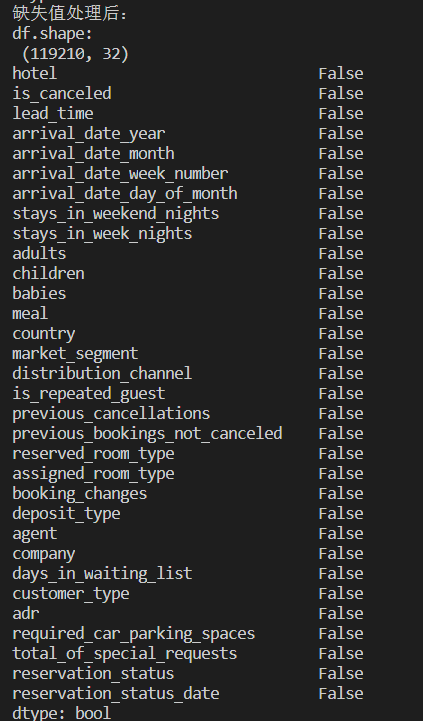 缺失值处理后:
df.shape:
(119210, 32)
hotel False
is_canceled False
lead_time False
arrival_date_year False
arrival_date_month False
arrival_date_week_number False
arrival_date_day_of_month False
stays_in_weekend_nights False
stays_in_week_nights False
adults False
children False
babies False
meal False
country False
market_segment False
distribution_channel False
is_repeated_guest False
previous_cancellations False
previous_bookings_not_canceled False
reserved_room_type False
assigned_room_type False
booking_changes False
deposit_type False
agent False
company False
days_in_waiting_list False
customer_type False
adr False
required_car_parking_spaces False
total_of_special_requests False
reservation_status False
reservation_status_date False
dtype: bool